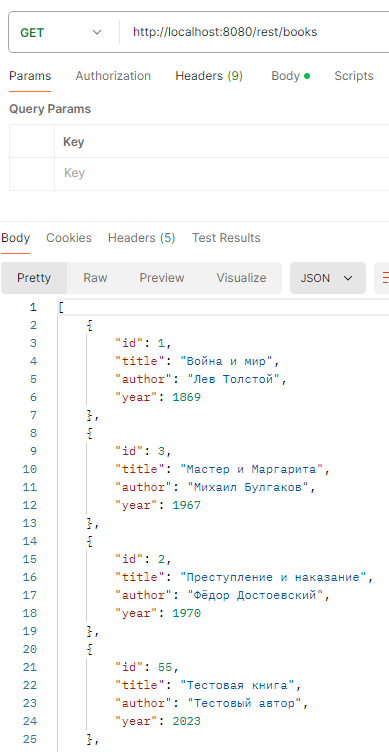 GET http://localhost:8080/rest/books
Params Authorization Headers (9) Body Scripts
Query Params
Key
Key
Body Cookies Headers (5) Test Results
Pretty Raw Preview Visualize JSON
1 [
2 {
3 "id": 1,
4 "title": "Война и мир",
5 "author": "Лев Толстой",
6 "year": 1869
7 },
8 {
9 "id": 3,
10 "title": "Мастер и Маргарита",
11 "author": "Михаил Булгаков",
12 "year": 1967
13 },
14 {
15 "id": 2,
16 "title": "Преступление и наказание",
17 "author": "Фёдор Достоевский",
18 "year": 1970
19 },
20 {
21 "id": 55,
22 "title": "Тестовая книга",
23 "author": "Тестовый автор",
24 "year": 2023
25 },